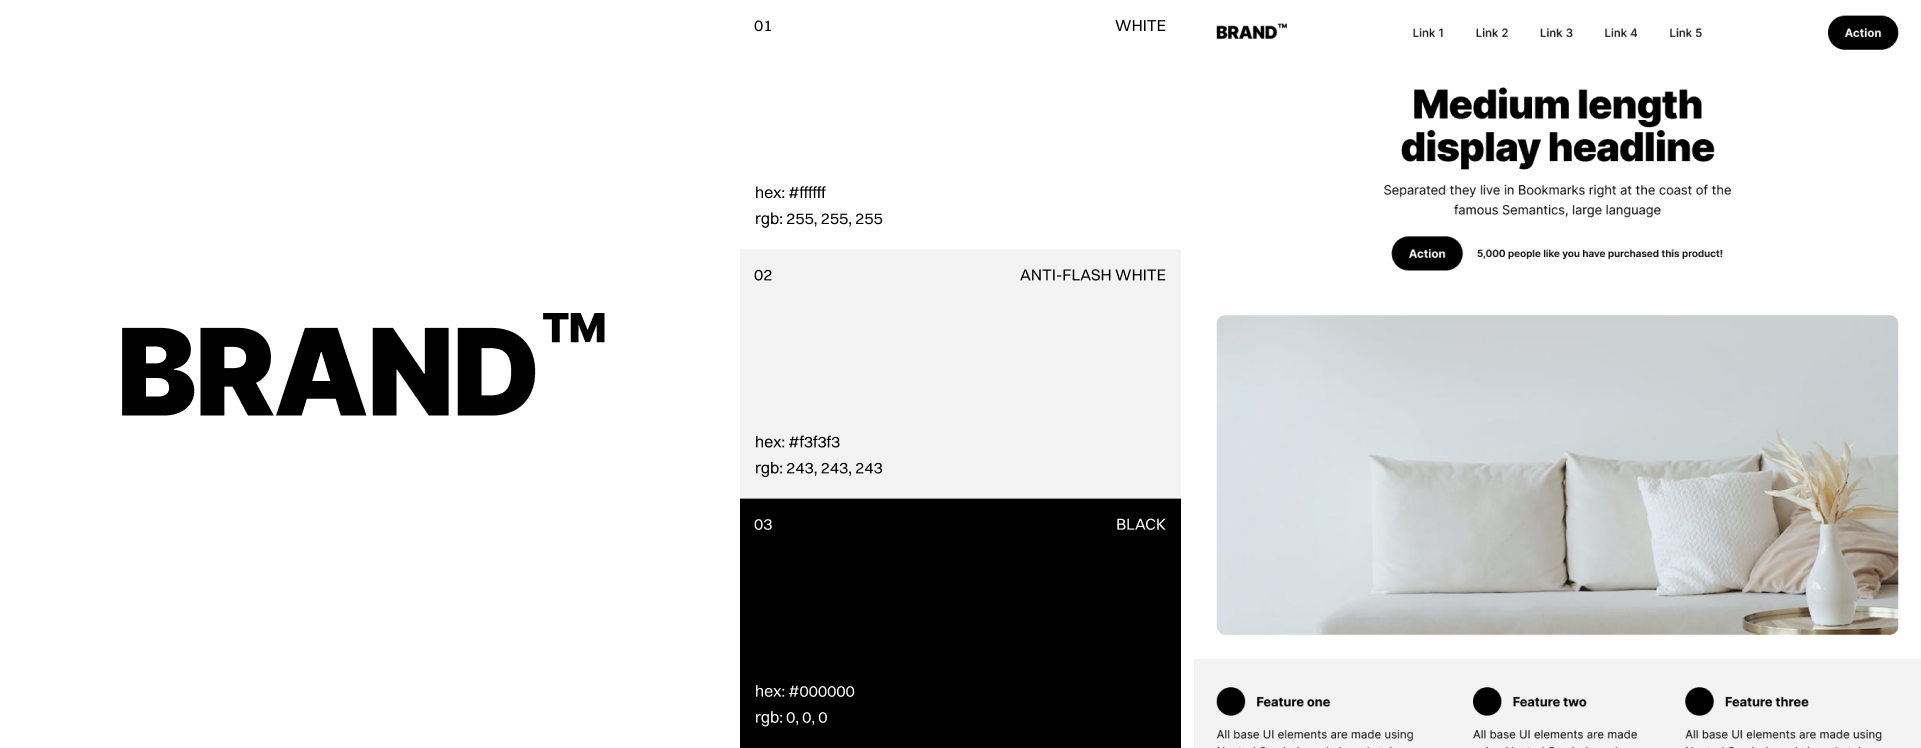 BRAND™
01 WHITE
hex: #ffffff
rgb: 255, 255, 255
02 ANTI-FLASH WHITE
hex: #f3f3f3
rgb: 243, 243, 243
03 BLACK
hex: #000000
rgb: 0, 0, 0
BRAND™ Link 1 Link 2 Link 3 Link 4 Link 5 Action
Medium length
display headline
Separated they live in Bookmarks right at the coast of the
famous Semantics, large language
Action 5,000 people like you have purchased this product!
Feature one
All base UI elements are made using
Feature two
All base UI elements are made
Feature three
All base UI elements are made using